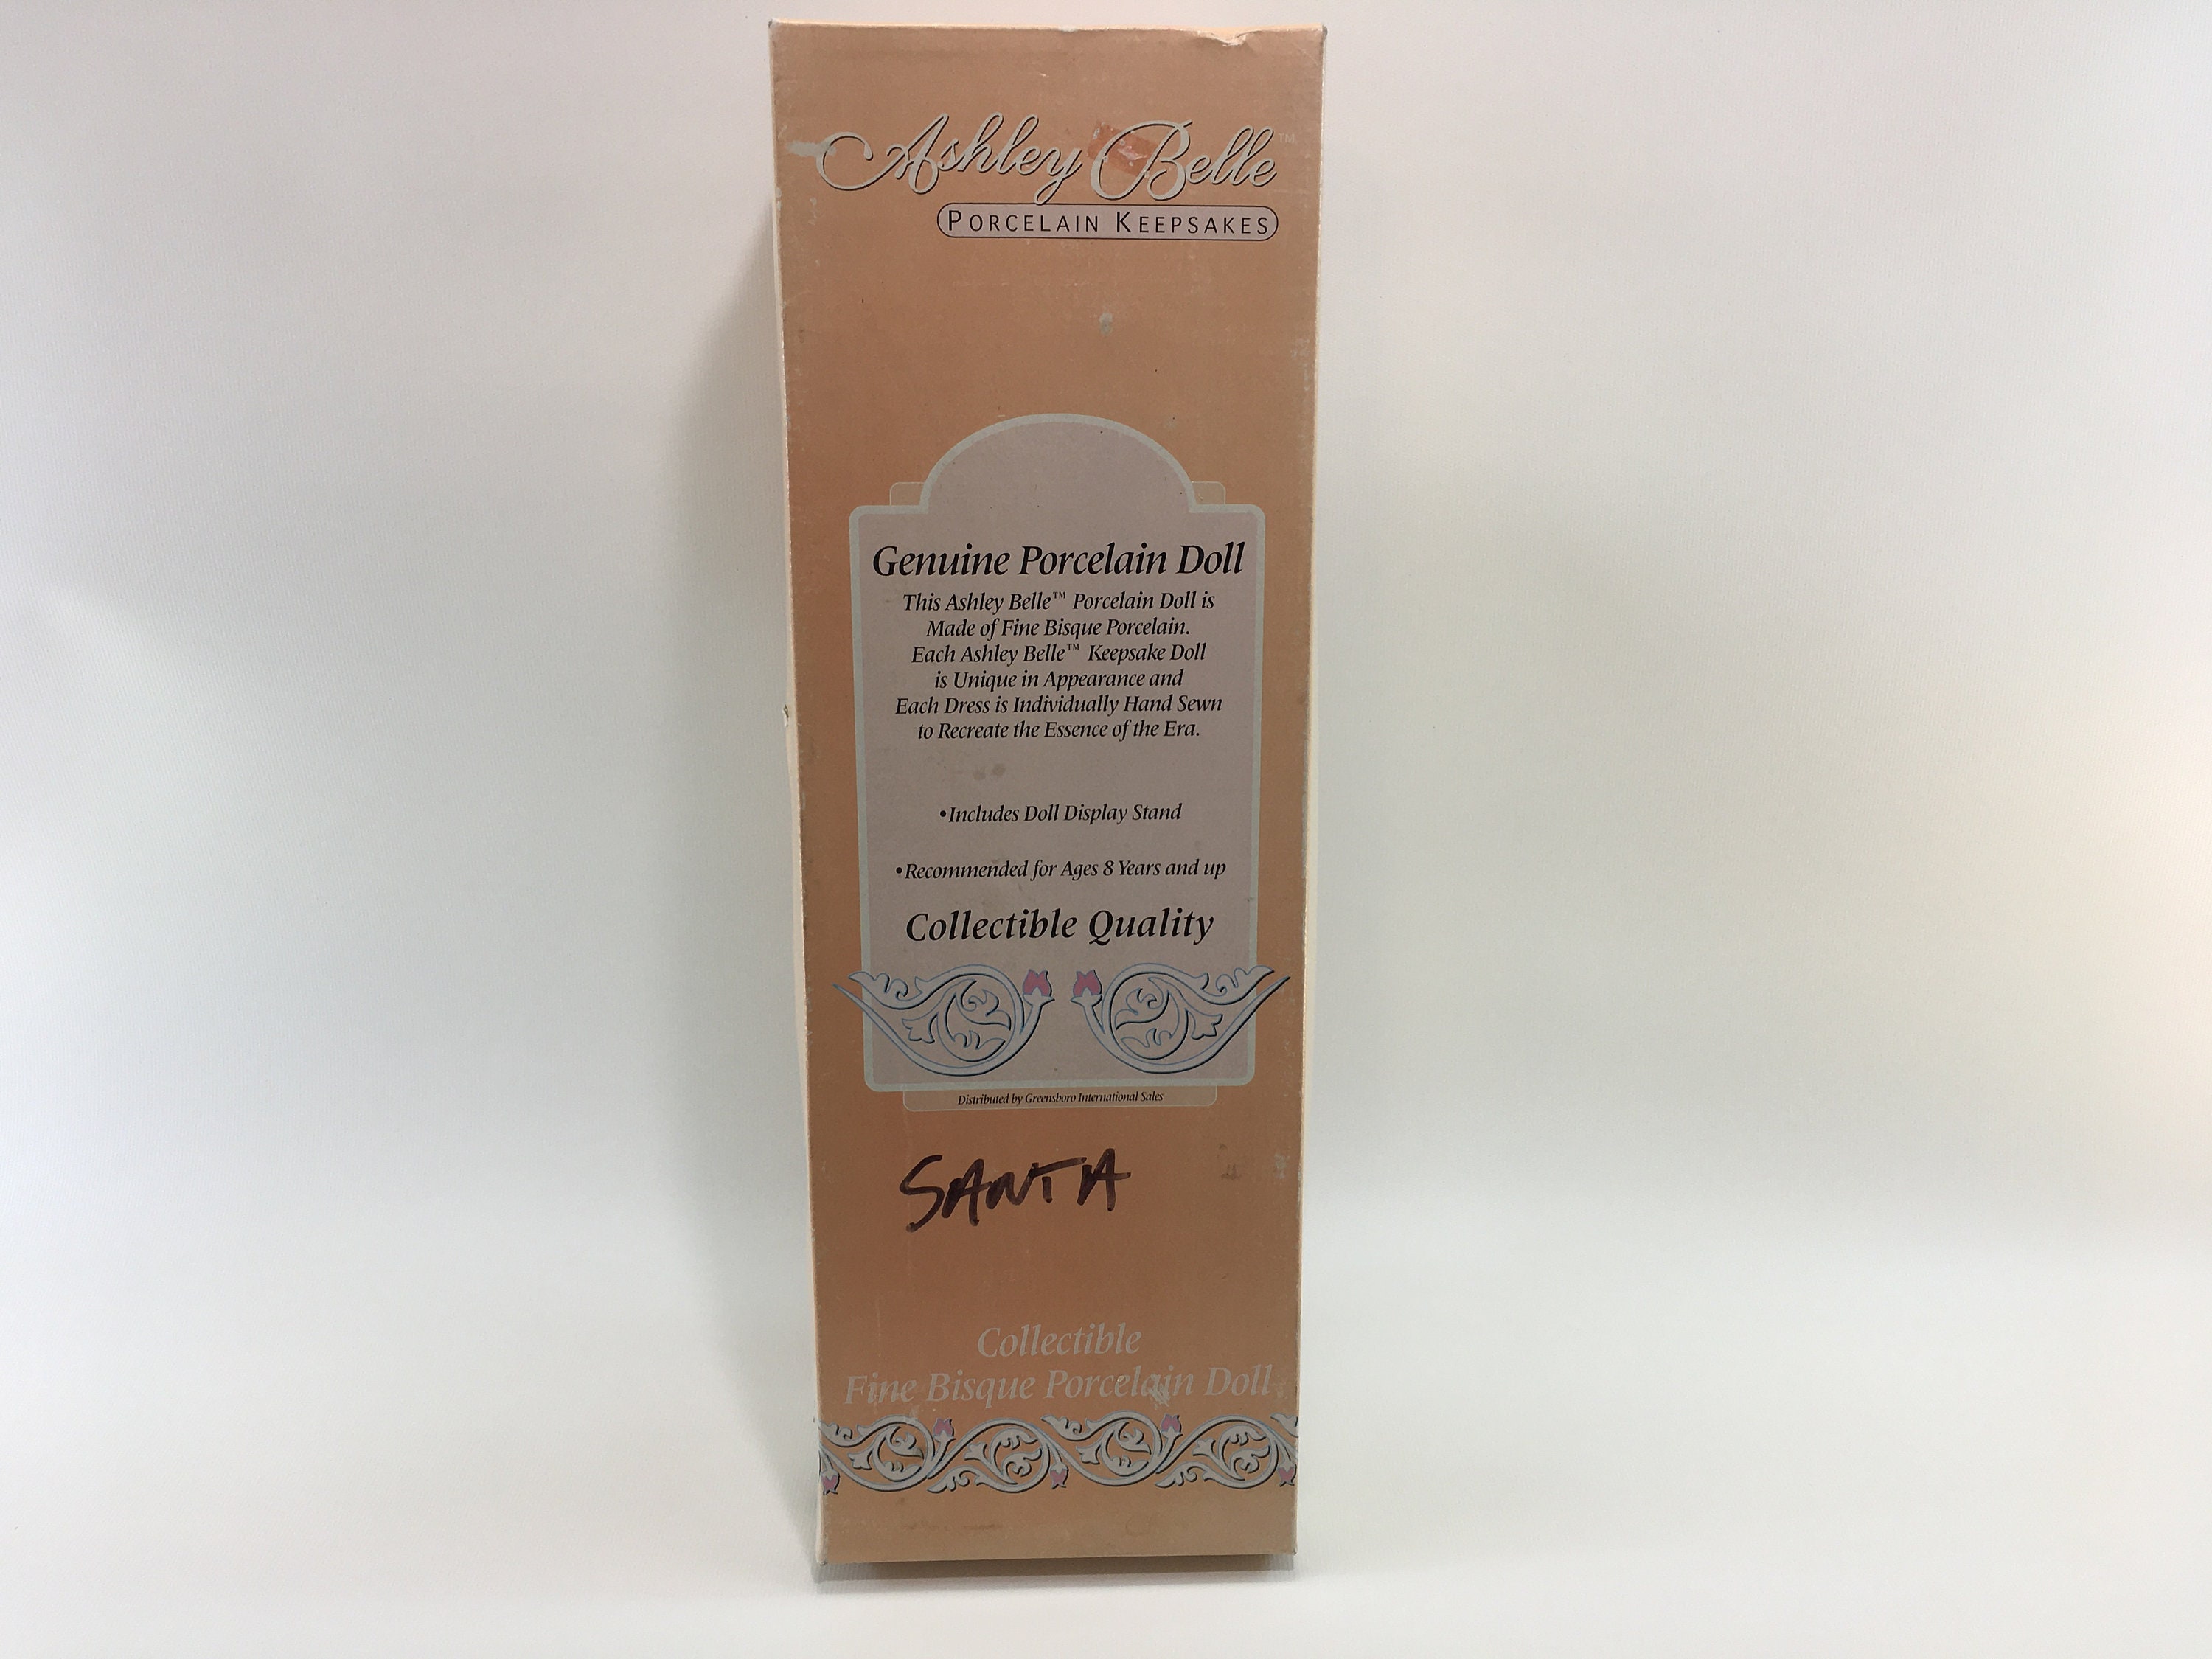 Ashley Belle™
PORCELAIN KEEPSAKES
Genuine Porcelain Doll
This Ashley Belle™ Porcelain Doll is
Made of Fine Bisque Porcelain.
Each Ashley Belle™ Keepsake Doll
is Unique in Appearance and
Each Dress is Individually Hand Sewn
to Recreate the Essence of the Era.
•Includes Doll Display Stand
•Recommended for Ages 8 Years and up
Collectible Quality
Distributed by Greensboro International Sales
SANTA
Collectible
Fine Bisque Porcelain Doll